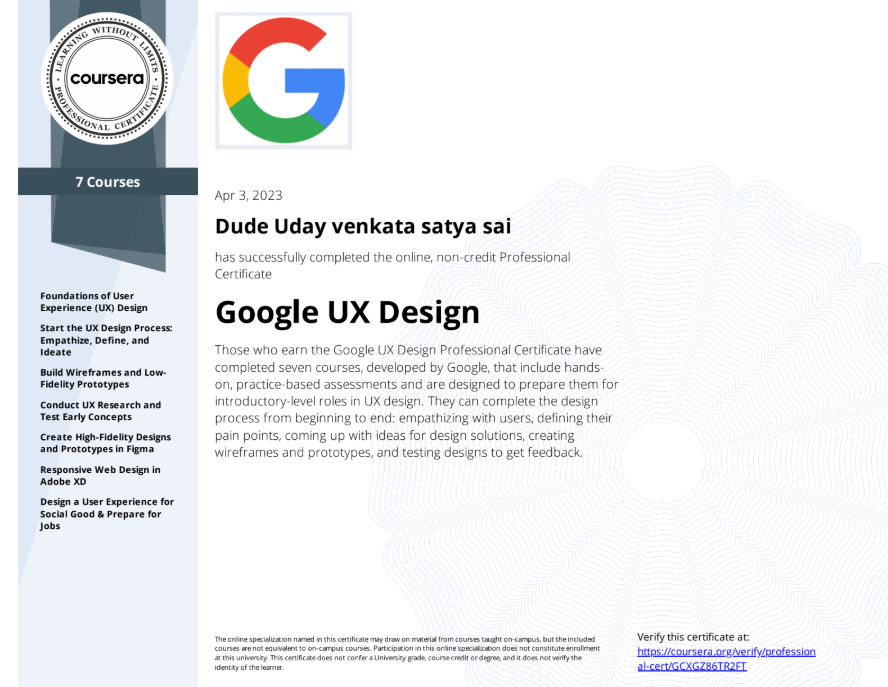 LEARNING WITHOUT LIMITS
coursera
PROFESSIONAL CERTIFICATE
7 Courses
Foundations of User
Experience (UX) Design
Start the UX Design Process:
Empathize, Define, and
Ideate
Build Wireframes and Low-
Fidelity Prototypes
Conduct UX Research and
Test Early Concepts
Create High-Fidelity Designs
and Prototypes in Figma
Responsive Web Design in
Adobe XD
Design a User Experience for
Social Good & Prepare for
Jobs
G
Apr 3, 2023
Dude Uday venkata satya sai
has successfully completed the online, non-credit Professional
Certificate
Google UX Design
Those who earn the Google UX Design Professional Certificate have
completed seven courses, developed by Google, that include hands-
on, practice-based assessments and are designed to prepare them for
introductory-level roles in UX design. They can complete the design
process from beginning to end: empathizing with users, defining their
pain points, coming up with ideas for design solutions, creating
wireframes and prototypes, and testing designs to get feedback.
The online specialization named in this certificate may draw on material from courses taught on-campus, but the included
courses are not equivalent to on-campus courses. Participation in this online specialization does not constitute enrollment
at this university. This certificate does not confer a University grade, course credit or degree, and it does not verify the
identity of the learner.
Verify this certificate at:
https://coursera.org/verify/profession
al-cert/GCXGZ86TR2FT